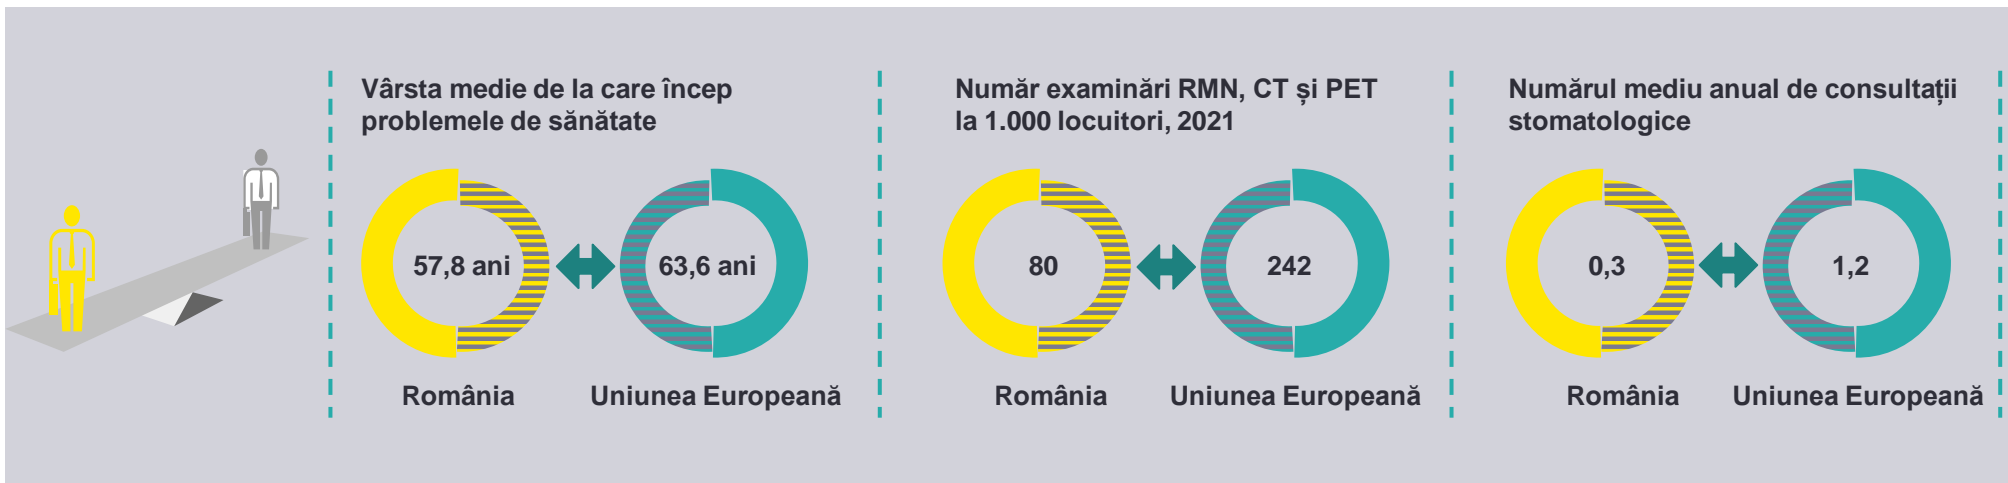 Vârsta medie de la care încep
problemele de sănătate
57,8 ani
63,6 ani
România
Uniunea Europeană
Număr examinări RMN, CT și PET
la 1.000 locuitori, 2021
80
242
România
Uniunea Europeană
Numărul mediu anual de consultații
stomatologice
0,3
1,2
România
Uniunea Europeană